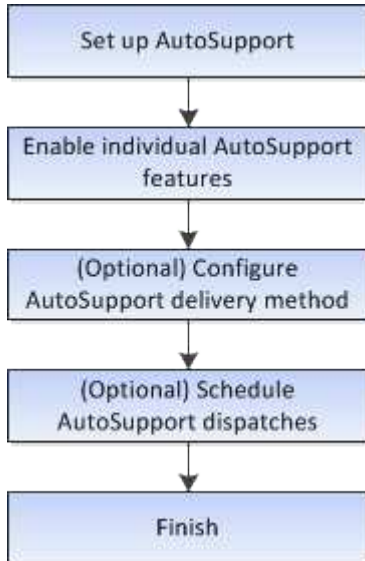 Set up AutoSupport
Enable individual AutoSupport
features
(Optional) Configure
AutoSupport delivery method
(Optional) Schedule
AutoSupport dispatches
Finish